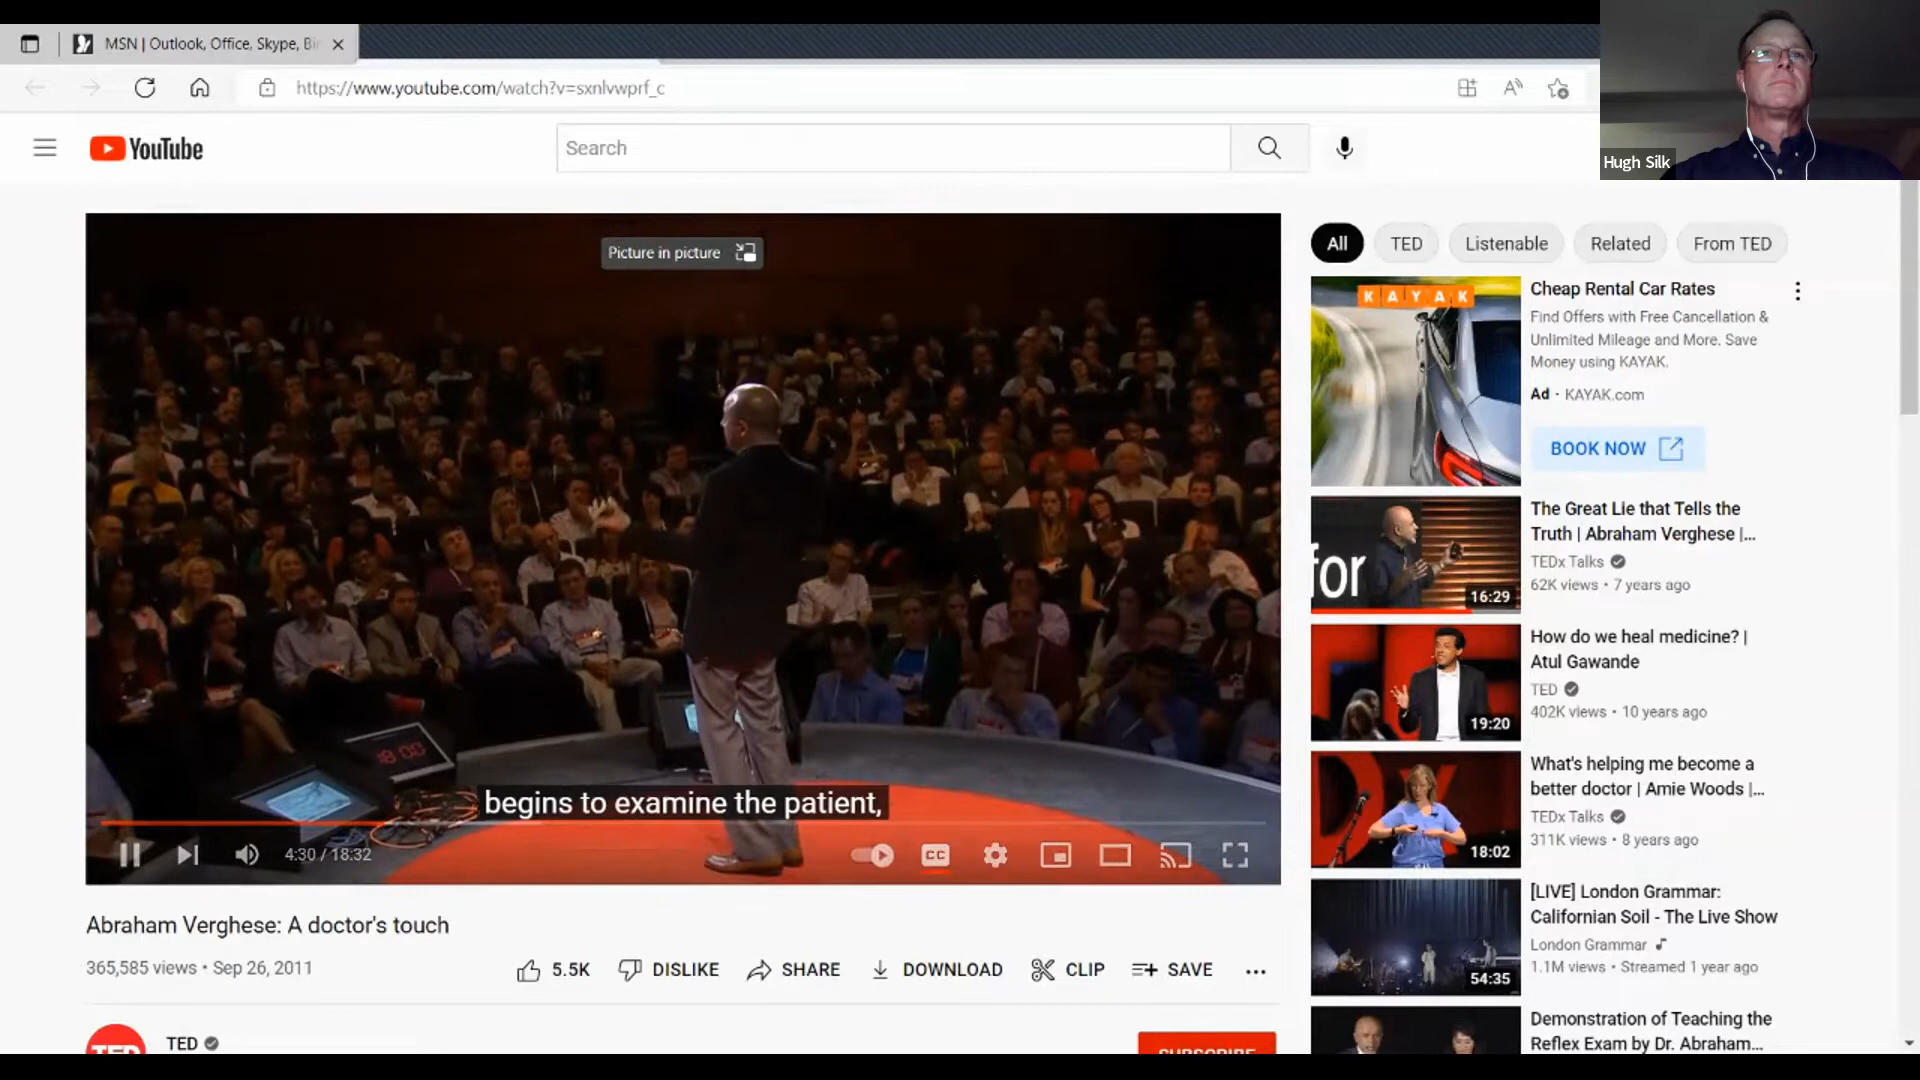 MSN | Outlook, Office, Skype, Bi
https://www.youtube.com/watch?v=sxnlvwprf_c
Hugh Silk
YouTube
Search
Picture in picture
18:00
begins to examine the patient,
4:30 / 18:32
CC
Abraham Verghese: A doctor's touch
365,585 views • Sep 26, 2011
5.5K
DISLIKE
SHARE
DOWNLOAD
CLIP
SAVE
TED
TED
SUBSCRIBE
All
TED
Listenable
Related
From TED
KAYAK
Cheap Rental Car Rates
Find Offers with Free Cancellation &
Unlimited Mileage and More. Save
Money using KAYAK.
Ad · KAYAK.com
BOOK NOW
for
16:29
The Great Lie that Tells the
Truth | Abraham Verghese |...
TEDx Talks
62K views • 7 years ago
19:20
How do we heal medicine? |
Atul Gawande
TED
402K views • 10 years ago
18:02
What's helping me become a
better doctor | Amie Woods |...
TEDx Talks
311K views • 8 years ago
54:35
[LIVE] London Grammar:
Californian Soil - The Live Show
London Grammar
1.1M views • Streamed 1 year ago
Demonstration of Teaching the
Reflex Exam by Dr. Abraham...